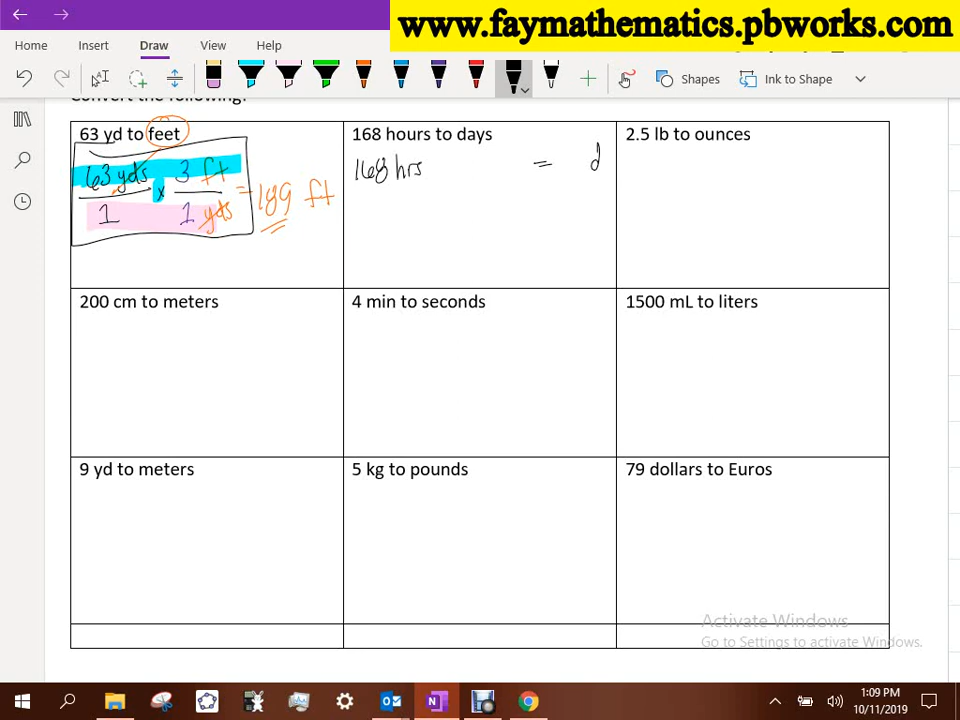 www.faymathematics.pbworks.com
Home Insert Draw View Help
Shapes Ink to Shape
Convert the following:
63 yd to feet
63 yds x 3 ft = 189 ft
1 1 yds
168 hours to days
168 hrs = d
2.5 lb to ounces
200 cm to meters
4 min to seconds
1500 mL to liters
9 yd to meters
5 kg to pounds
79 dollars to Euros
Activate Windows
Go to Settings to activate Windows.
1:09 PM
10/11/2019